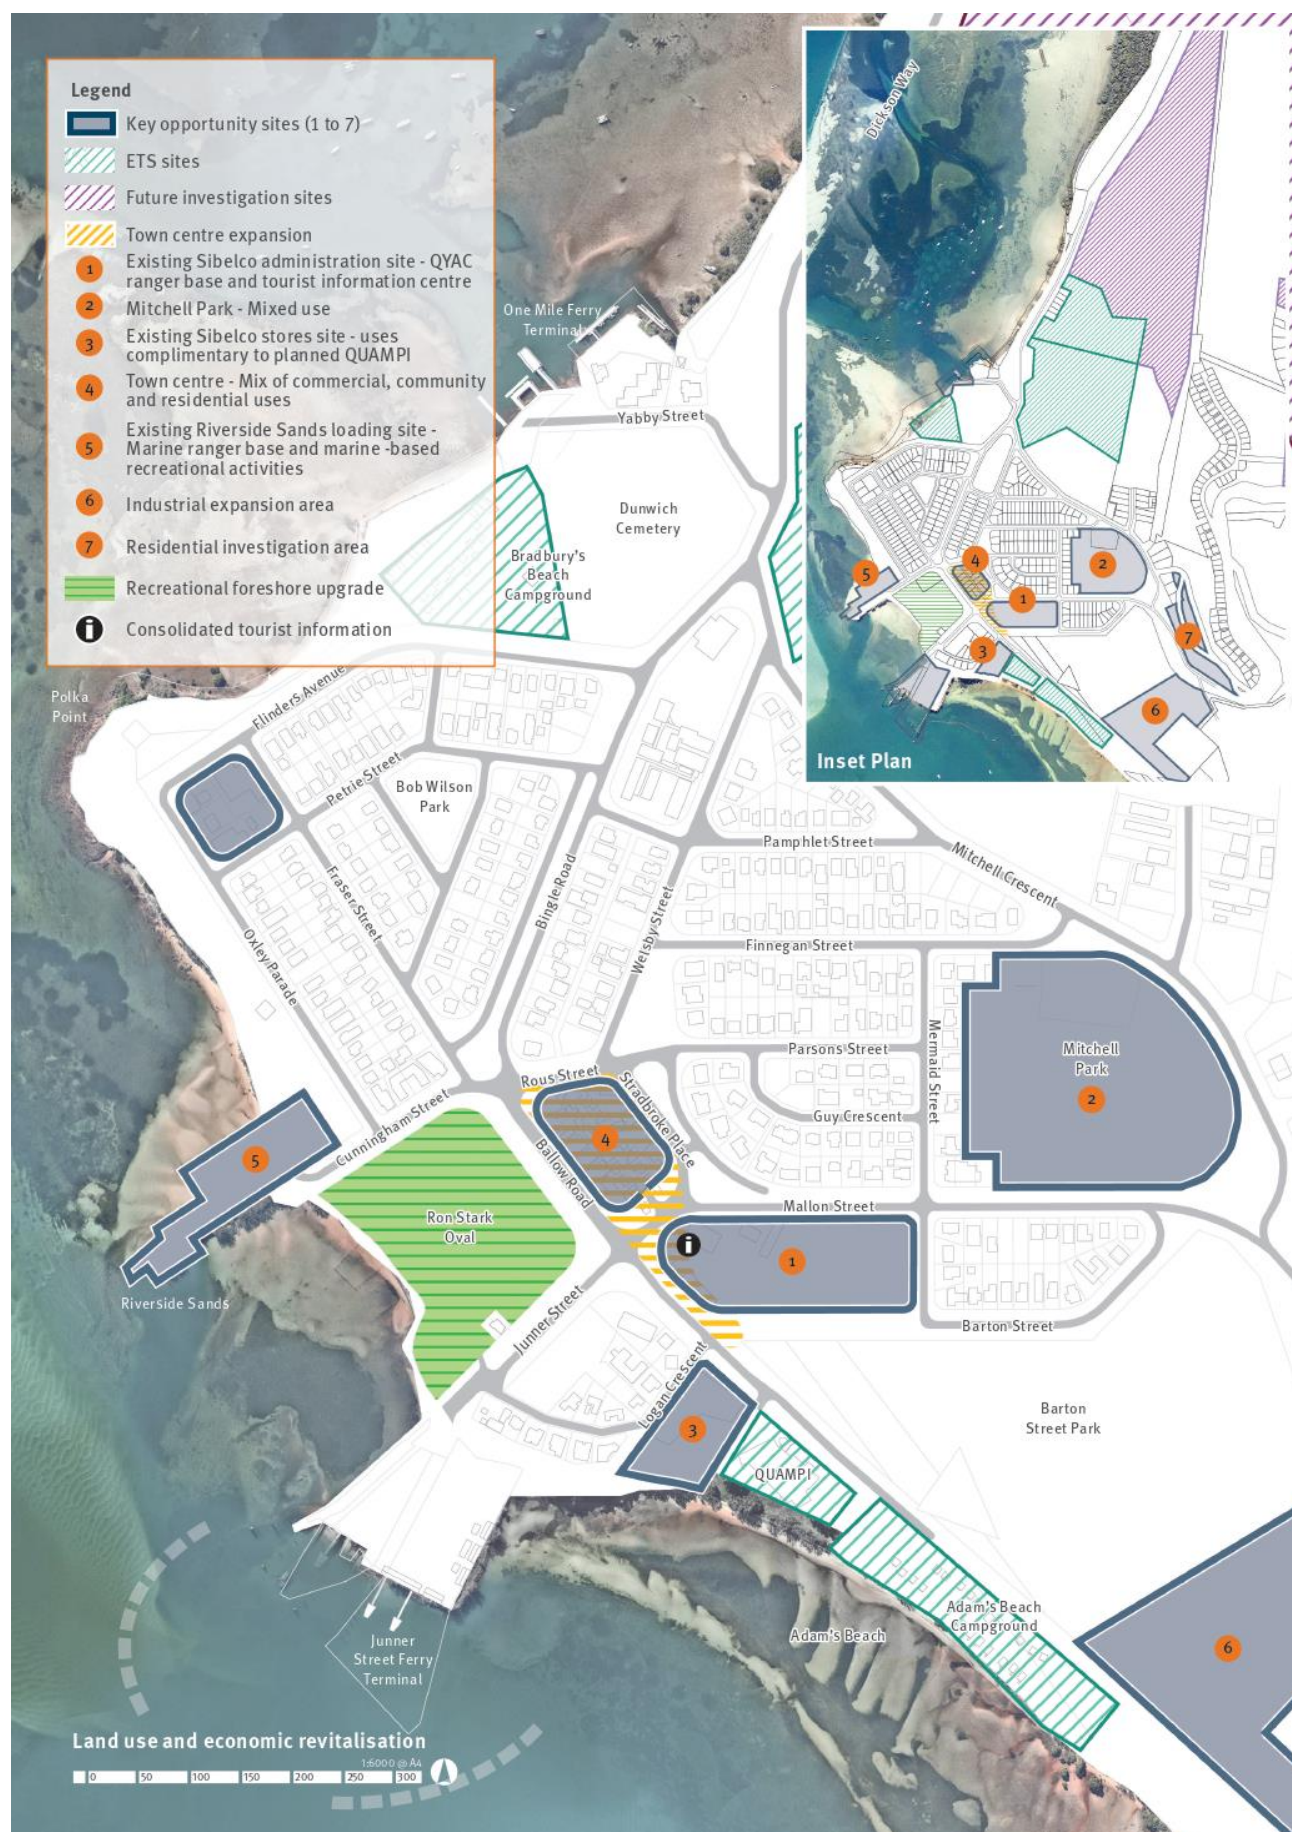 Legend
Key opportunity sites (1 to 7)
ETS sites
Future investigation sites
Town centre expansion
1
Existing Sibelco administration site - QYAC
ranger base and tourist information centre
2
Mitchell Park - Mixed use
3
Existing Sibelco stores site - uses
complimentary to planned QUAMPI
4
Town centre - Mix of commercial, community
and residential uses
5
Existing Riverside Sands loading site -
Marine ranger base and marine -based
recreational activities
6
Industrial expansion area
7
Residential investigation area
Recreational foreshore upgrade
i
Consolidated tourist information
Dickson Way
5
4
2
1
3
7
6
Inset Plan
One Mile Ferry
Terminal
Yabby Street
Dunwich
Cemetery
Bradbury's
Beach
Campground
Polka
Point
Flinders Avenue
Petrie Street
Bob Wilson
Park
Fraser Street
Oxley Parade
Bingle Road
Welsby Street
Pamphlet Street
Mitchell Crescent
Finnegan Street
Parsons Street
Mermaid Street
Mitchell
Park
2
Guy Crescent
Rous Street
Stradbroke Place
4
Ballow Road
Cunningham Street
5
Riverside Sands
Ron Stark
Oval
Mallon Street
i
1
Junner Street
Barton Street
Logan Crescent
3
Barton
Street Park
QUAMPI
Adam's Beach
Campground
Adam's Beach
6
Junner
Street Ferry
Terminal
Land use and economic revitalisation
1:6000 @ A4
0 50 100 150 200 250 300